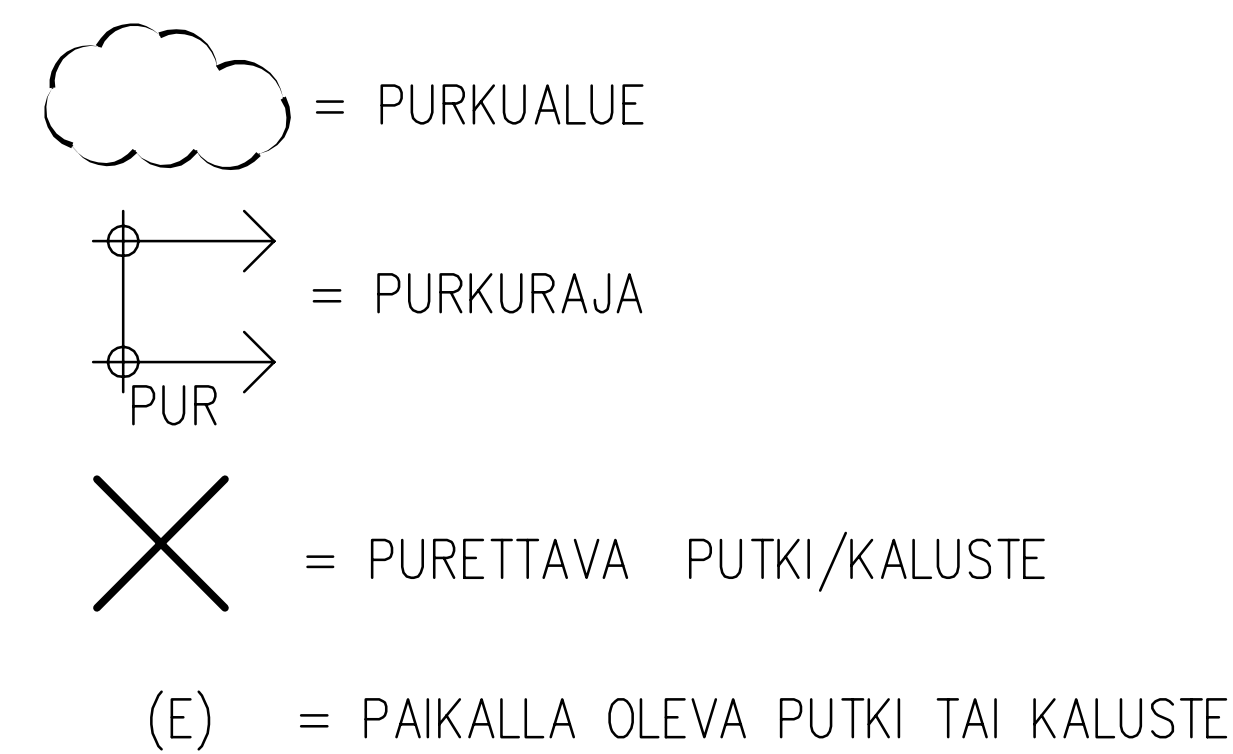 = PURKUALUE
= PURKURAJA
PUR
= PURETTAVA PUTKI/KALUSTE
(E) = PAIKALLA OLEVA PUTKI TAI KALUSTE